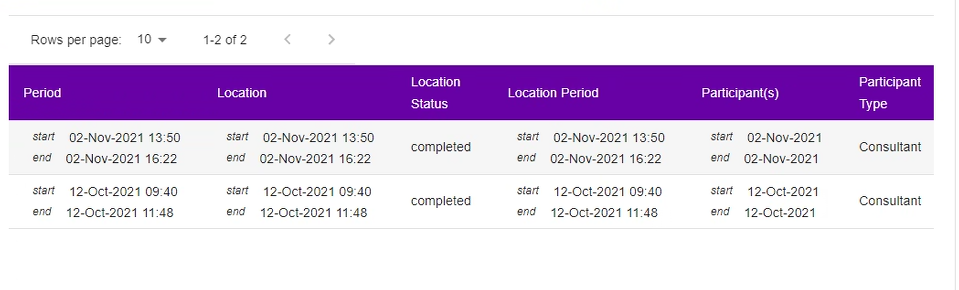 Rows per page: 10 1-2 of 2
Period Location Location Status Location Period Participant(s) Participant Type
start 02-Nov-2021 13:50 start 02-Nov-2021 13:50 completed start 02-Nov-2021 13:50 start 02-Nov-2021 Consultant
end 02-Nov-2021 16:22 end 02-Nov-2021 16:22 end 02-Nov-2021 16:22 end 02-Nov-2021
start 12-Oct-2021 09:40 start 12-Oct-2021 09:40 completed start 12-Oct-2021 09:40 start 12-Oct-2021 Consultant
end 12-Oct-2021 11:48 end 12-Oct-2021 11:48 end 12-Oct-2021 11:48 end 12-Oct-2021